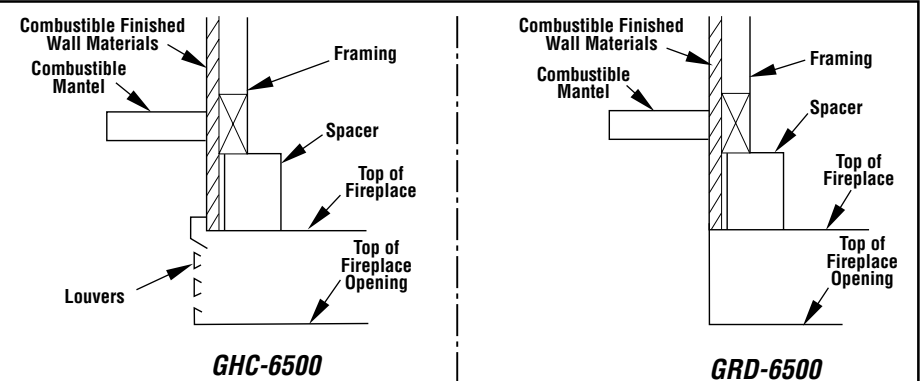 Combustible Finished
Wall Materials
Combustible
Mantel
Framing
Spacer
Top of
Fireplace
Top of
Fireplace
Opening
Louvers
GHC-6500
Combustible Finished
Wall Materials
Combustible
Mantel
Framing
Spacer
Top of
Fireplace
Top of
Fireplace
Opening
GRD-6500